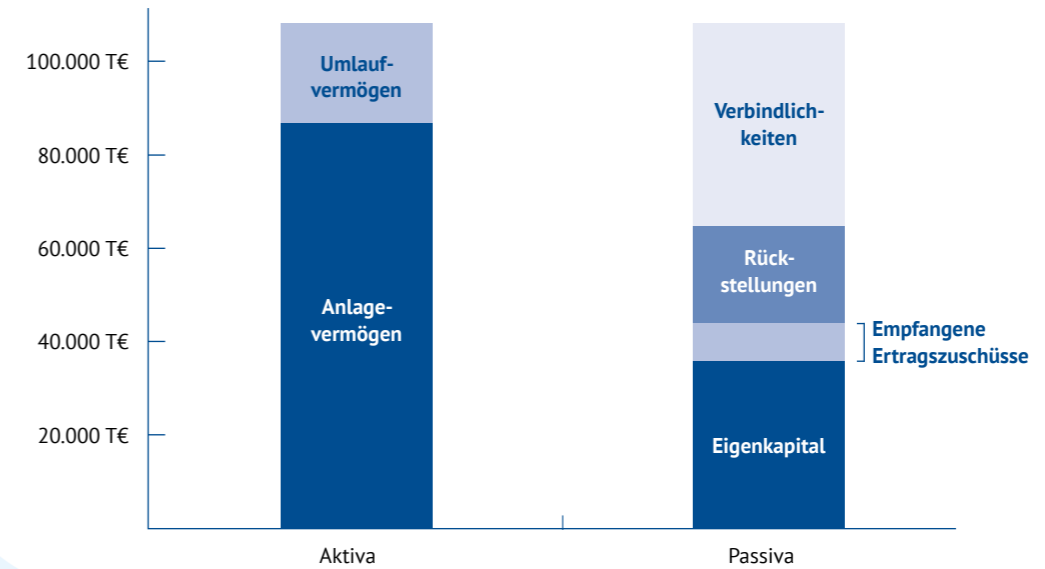 100.000 T€
80.000 T€
60.000 T€
40.000 T€
20.000 T€
Umlauf-
vermögen
Anlage-
vermögen
Verbindlich-
keiten
Rück-
stellungen
Empfangene
Ertragszuschüsse
Eigenkapital
Aktiva
Passiva